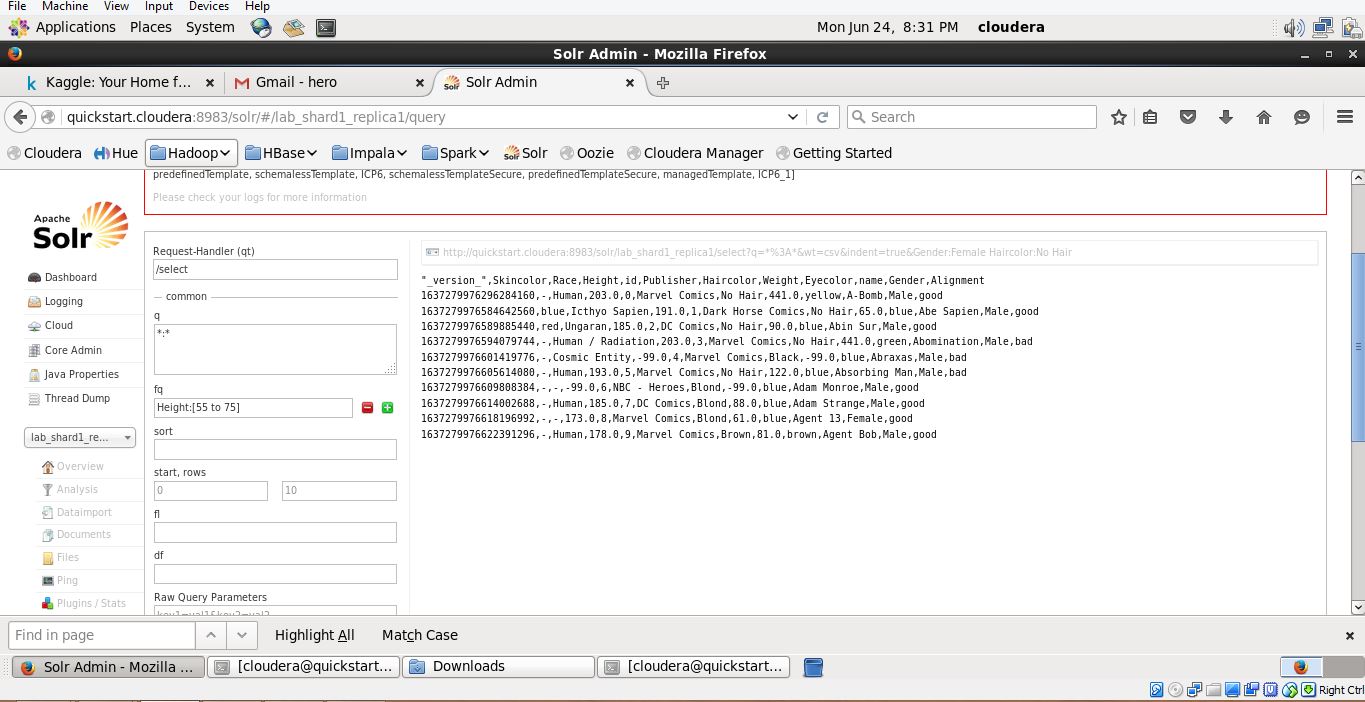 File Machine View Input Devices Help
Applications Places System Mon Jun 24, 8:31 PM cloudera
Solr Admin - Mozilla Firefox
Kaggle: Your Home f... Gmail - hero Solr Admin
quickstart.cloudera:8983/solr/#/lab_shard1_replica1/query Search
Cloudera Hue Hadoop HBase Impala Spark Solr Oozie Cloudera Manager Getting Started
predefinedTemplate, schemalessTemplate, ICP6, schemalessTemplateSecure, predefinedTemplateSecure, managedTemplate, ICP6_1]
Please check your logs for more information
Apache
Solr
Dashboard
Logging
Cloud
Core Admin
Java Properties
Thread Dump
lab_shard1_re...
Overview
Analysis
Dataimport
Documents
Files
Ping
Plugins / Stats
Request-Handler (qt)
/select
common
q
*:*
fq
Height:[55 to 75]
sort
start, rows
0 10
fl
df
Raw Query Parameters
key1=val1&key2=val2
http://quickstart.cloudera:8983/solr/lab_shard1_replica1/select?q=*%3A*&wt=csv&indent=true&Gender:Female Haircolor:No Hair
"_version_",Skincolor,Race,Height,id,Publisher,Haircolor,Weight,Eyecolor,name,Gender,Alignment
1637279976296284160,-,Human,203.0,0,Marvel Comics,No Hair,441.0,yellow,A-Bomb,Male,good
1637279976584642560,blue,Icthyo Sapien,191.0,1,Dark Horse Comics,No Hair,65.0,blue,Abe Sapien,Male,good
1637279976589885440,red,Ungaran,185.0,2,DC Comics,No Hair,90.0,blue,Abin Sur,Male,good
1637279976594079744,-,Human / Radiation,203.0,3,Marvel Comics,No Hair,441.0,green,Abomination,Male,bad
1637279976601419776,-,Cosmic Entity,-99.0,4,Marvel Comics,Black,-99.0,blue,Abraxas,Male,bad
1637279976605614080,-,Human,193.0,5,Marvel Comics,No Hair,122.0,blue,Absorbing Man,Male,bad
1637279976609808384,-,-,-99.0,6,NBC - Heroes,Blond,-99.0,blue,Adam Monroe,Male,good
1637279976614002688,-,Human,185.0,7,DC Comics,Blond,88.0,blue,Adam Strange,Male,good
1637279976618196992,-,-,173.0,8,Marvel Comics,Blond,61.0,blue,Agent 13,Female,good
1637279976622391296,-,Human,178.0,9,Marvel Comics,Brown,81.0,brown,Agent Bob,Male,good
Find in page Highlight All Match Case
Solr Admin - Mozilla ... [cloudera@quickstart... Downloads [cloudera@quickstart...
Right Ctrl